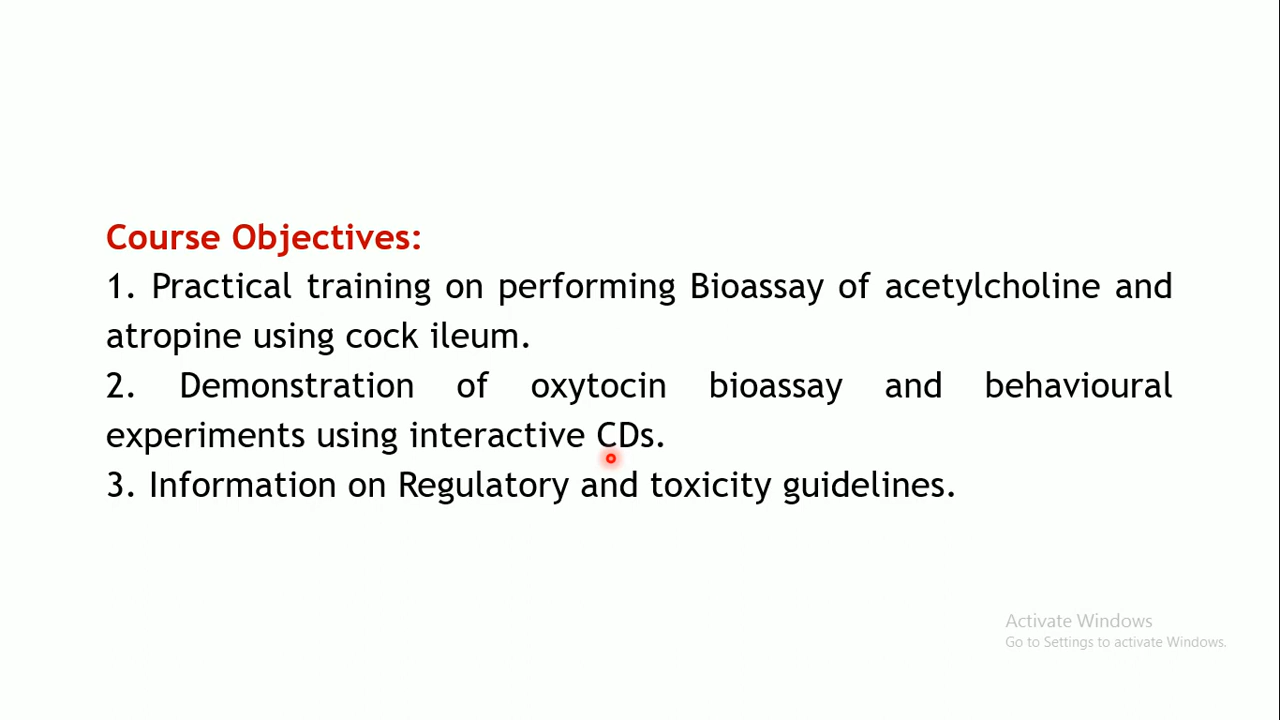 Course Objectives:
1. Practical training on performing Bioassay of acetylcholine and
atropine using cock ileum.
2. Demonstration of oxytocin bioassay and behavioural
experiments using interactive CDs.
3. Information on Regulatory and toxicity guidelines.
Activate Windows
Go to Settings to activate Windows.